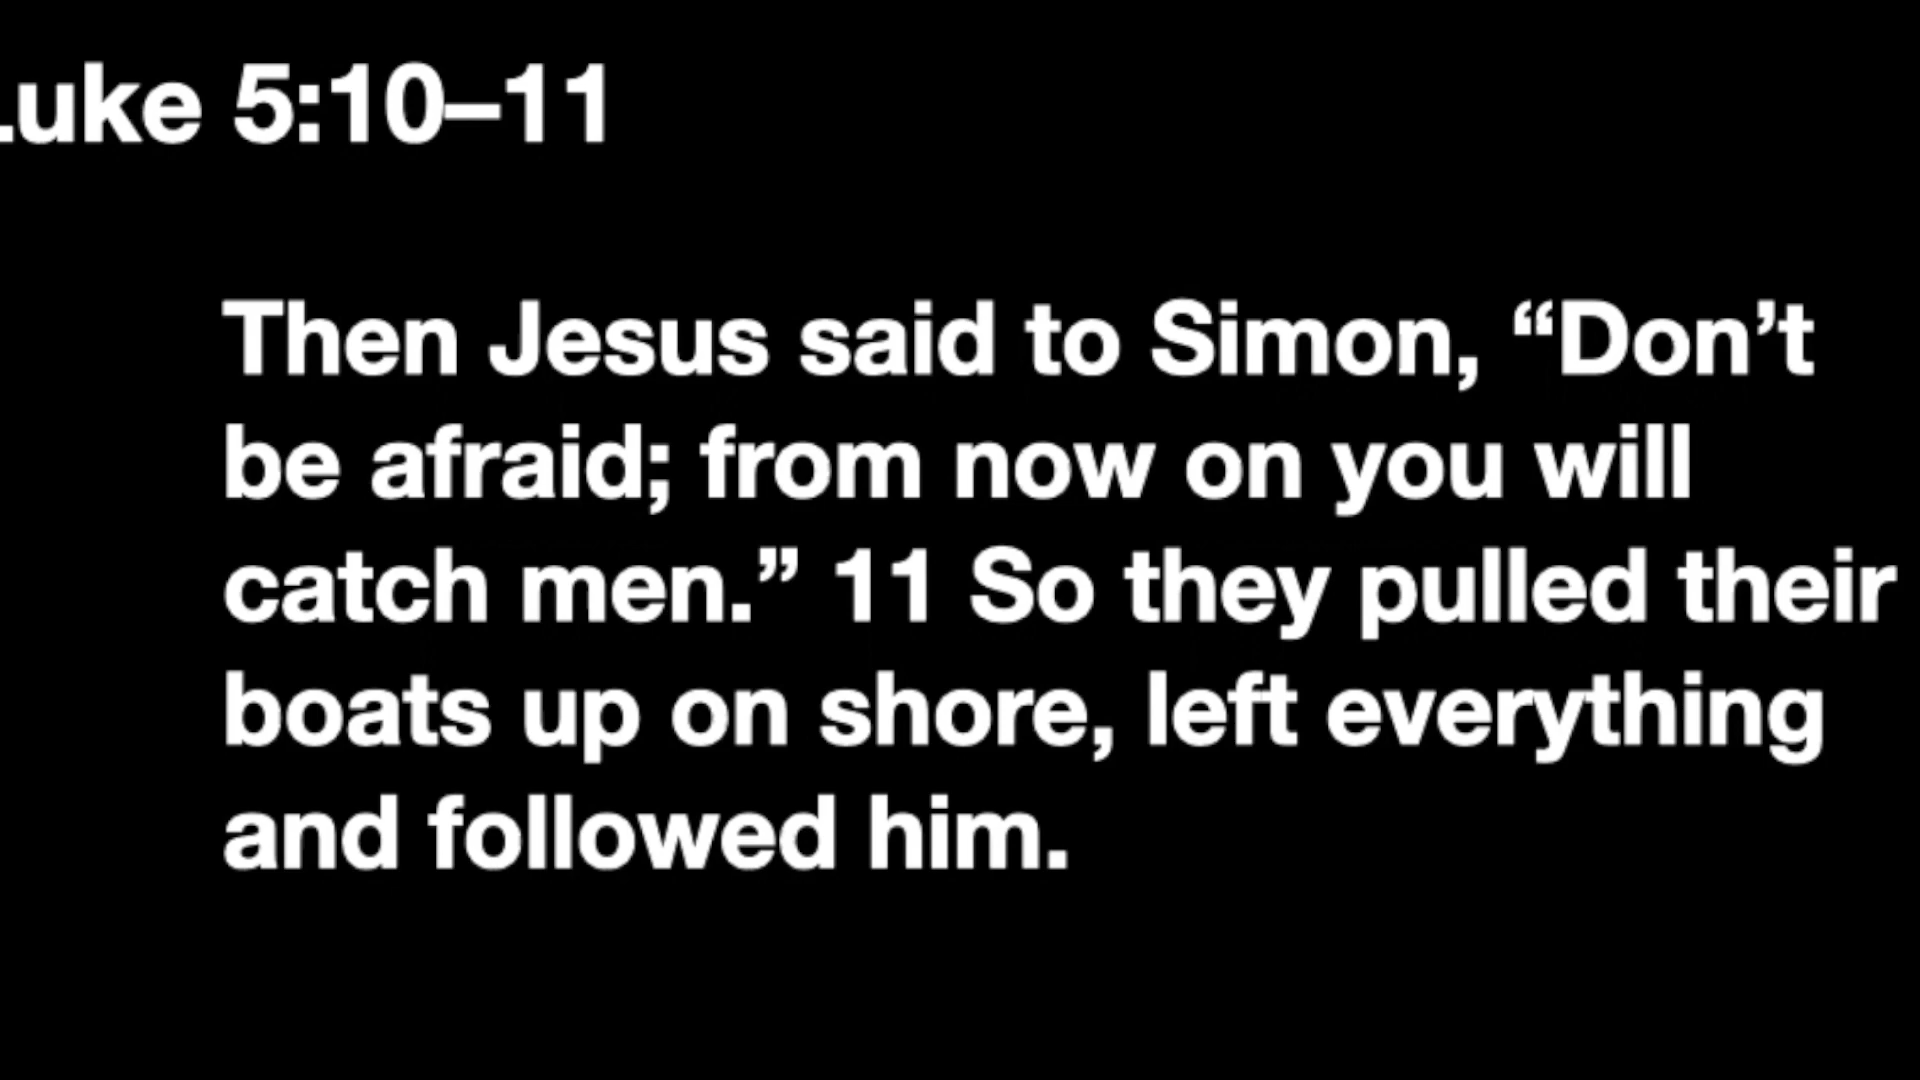 Luke 5:10–11
Then Jesus said to Simon, “Don’t
be afraid; from now on you will
catch men.” 11 So they pulled their
boats up on shore, left everything
and followed him.